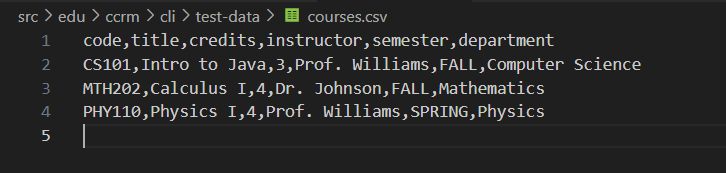 src > edu > ccrm > cli > test-data > courses.csv
1 code,title,credits,instructor,semester,department
2 CS101,Intro to Java,3,Prof. Williams,FALL,Computer Science
3 MTH202,Calculus I,4,Dr. Johnson,FALL,Mathematics
4 PHY110,Physics I,4,Prof. Williams,SPRING,Physics
5